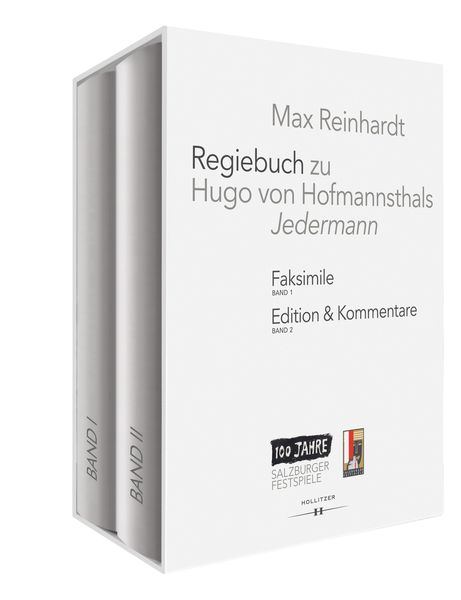 Max Reinhardt
Regiebuch zu
Hugo von Hofmannsthals
Jedermann
Faksimile
BAND 1
Edition & Kommentare
BAND 2
100 JAHRE
SALZBURGER
FESTSPIELE
HOLLITZER
H
BAND I
BAND II